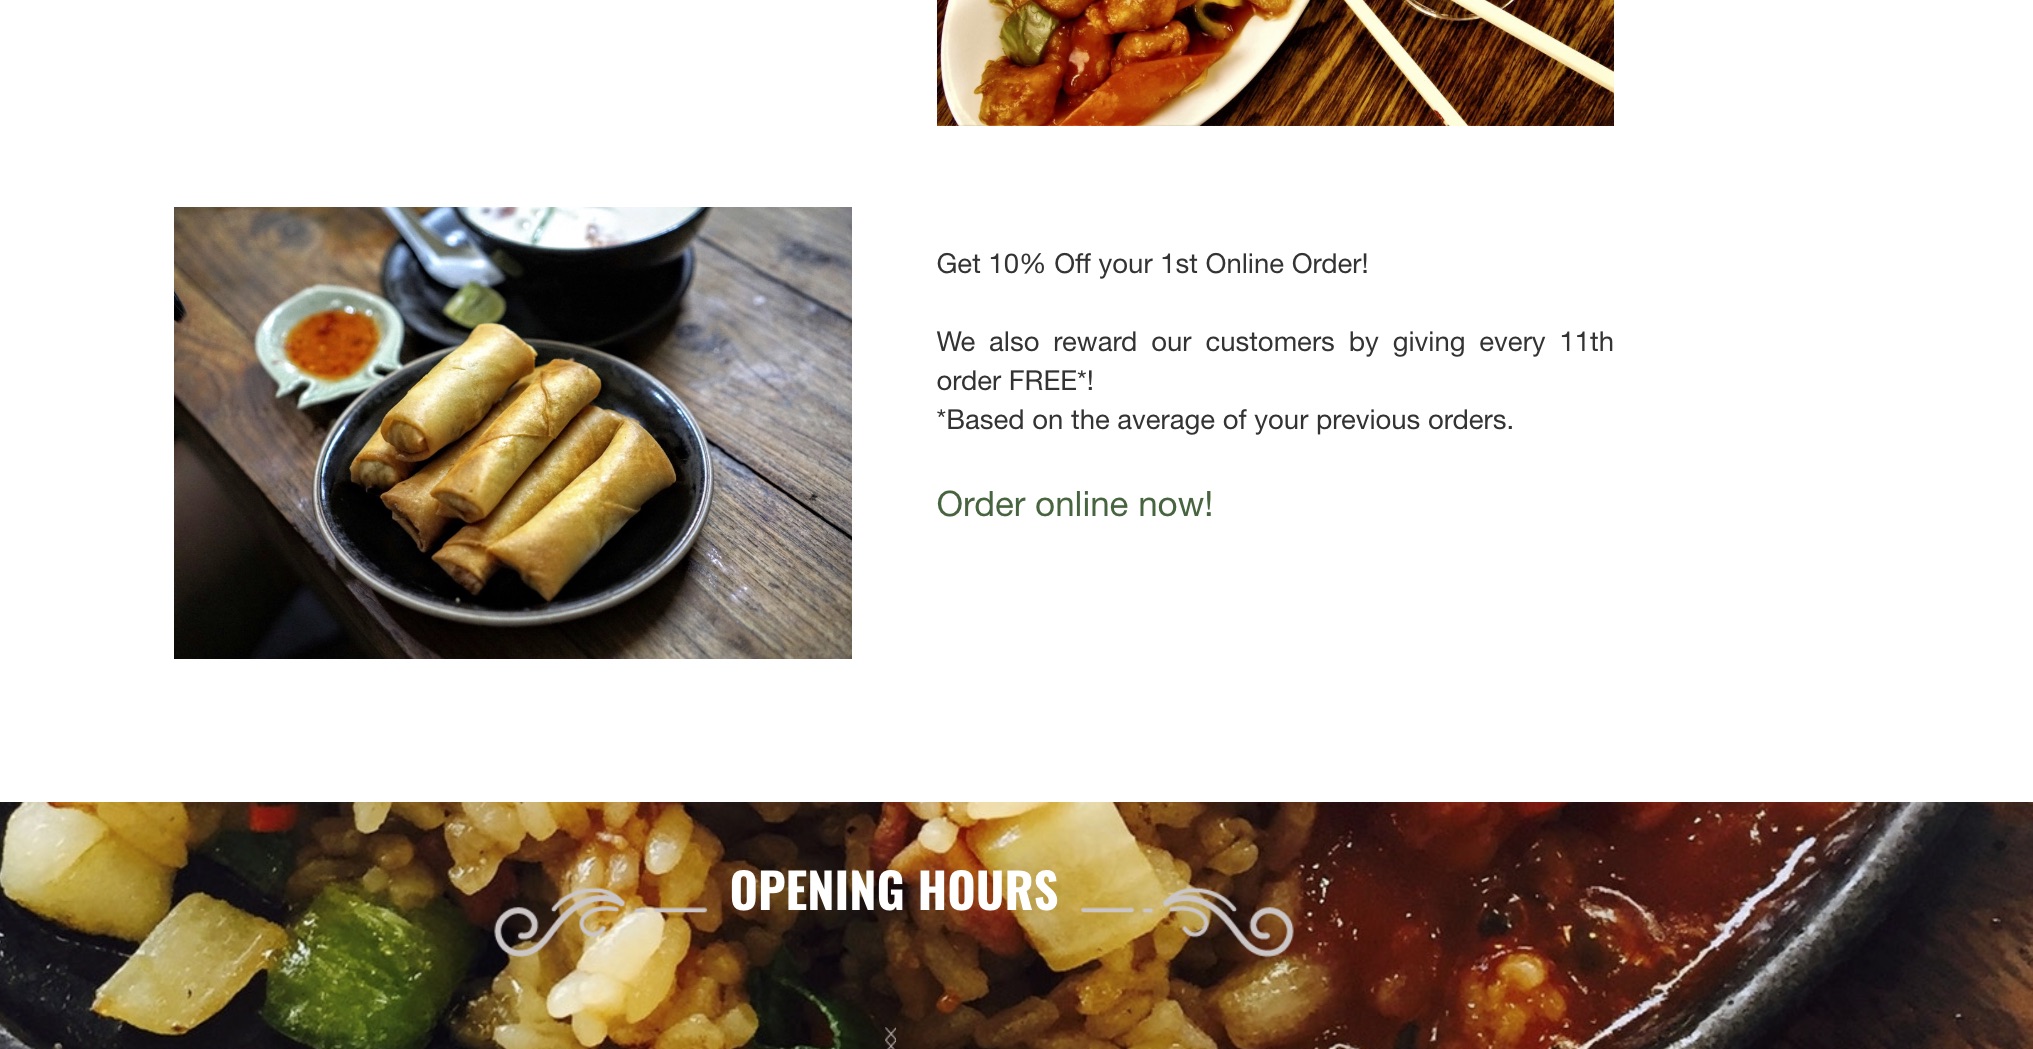 Get 10% Off your 1st Online Order!
We also reward our customers by giving every 11th
order FREE*!
*Based on the average of your previous orders.
Order online now!
OPENING HOURS